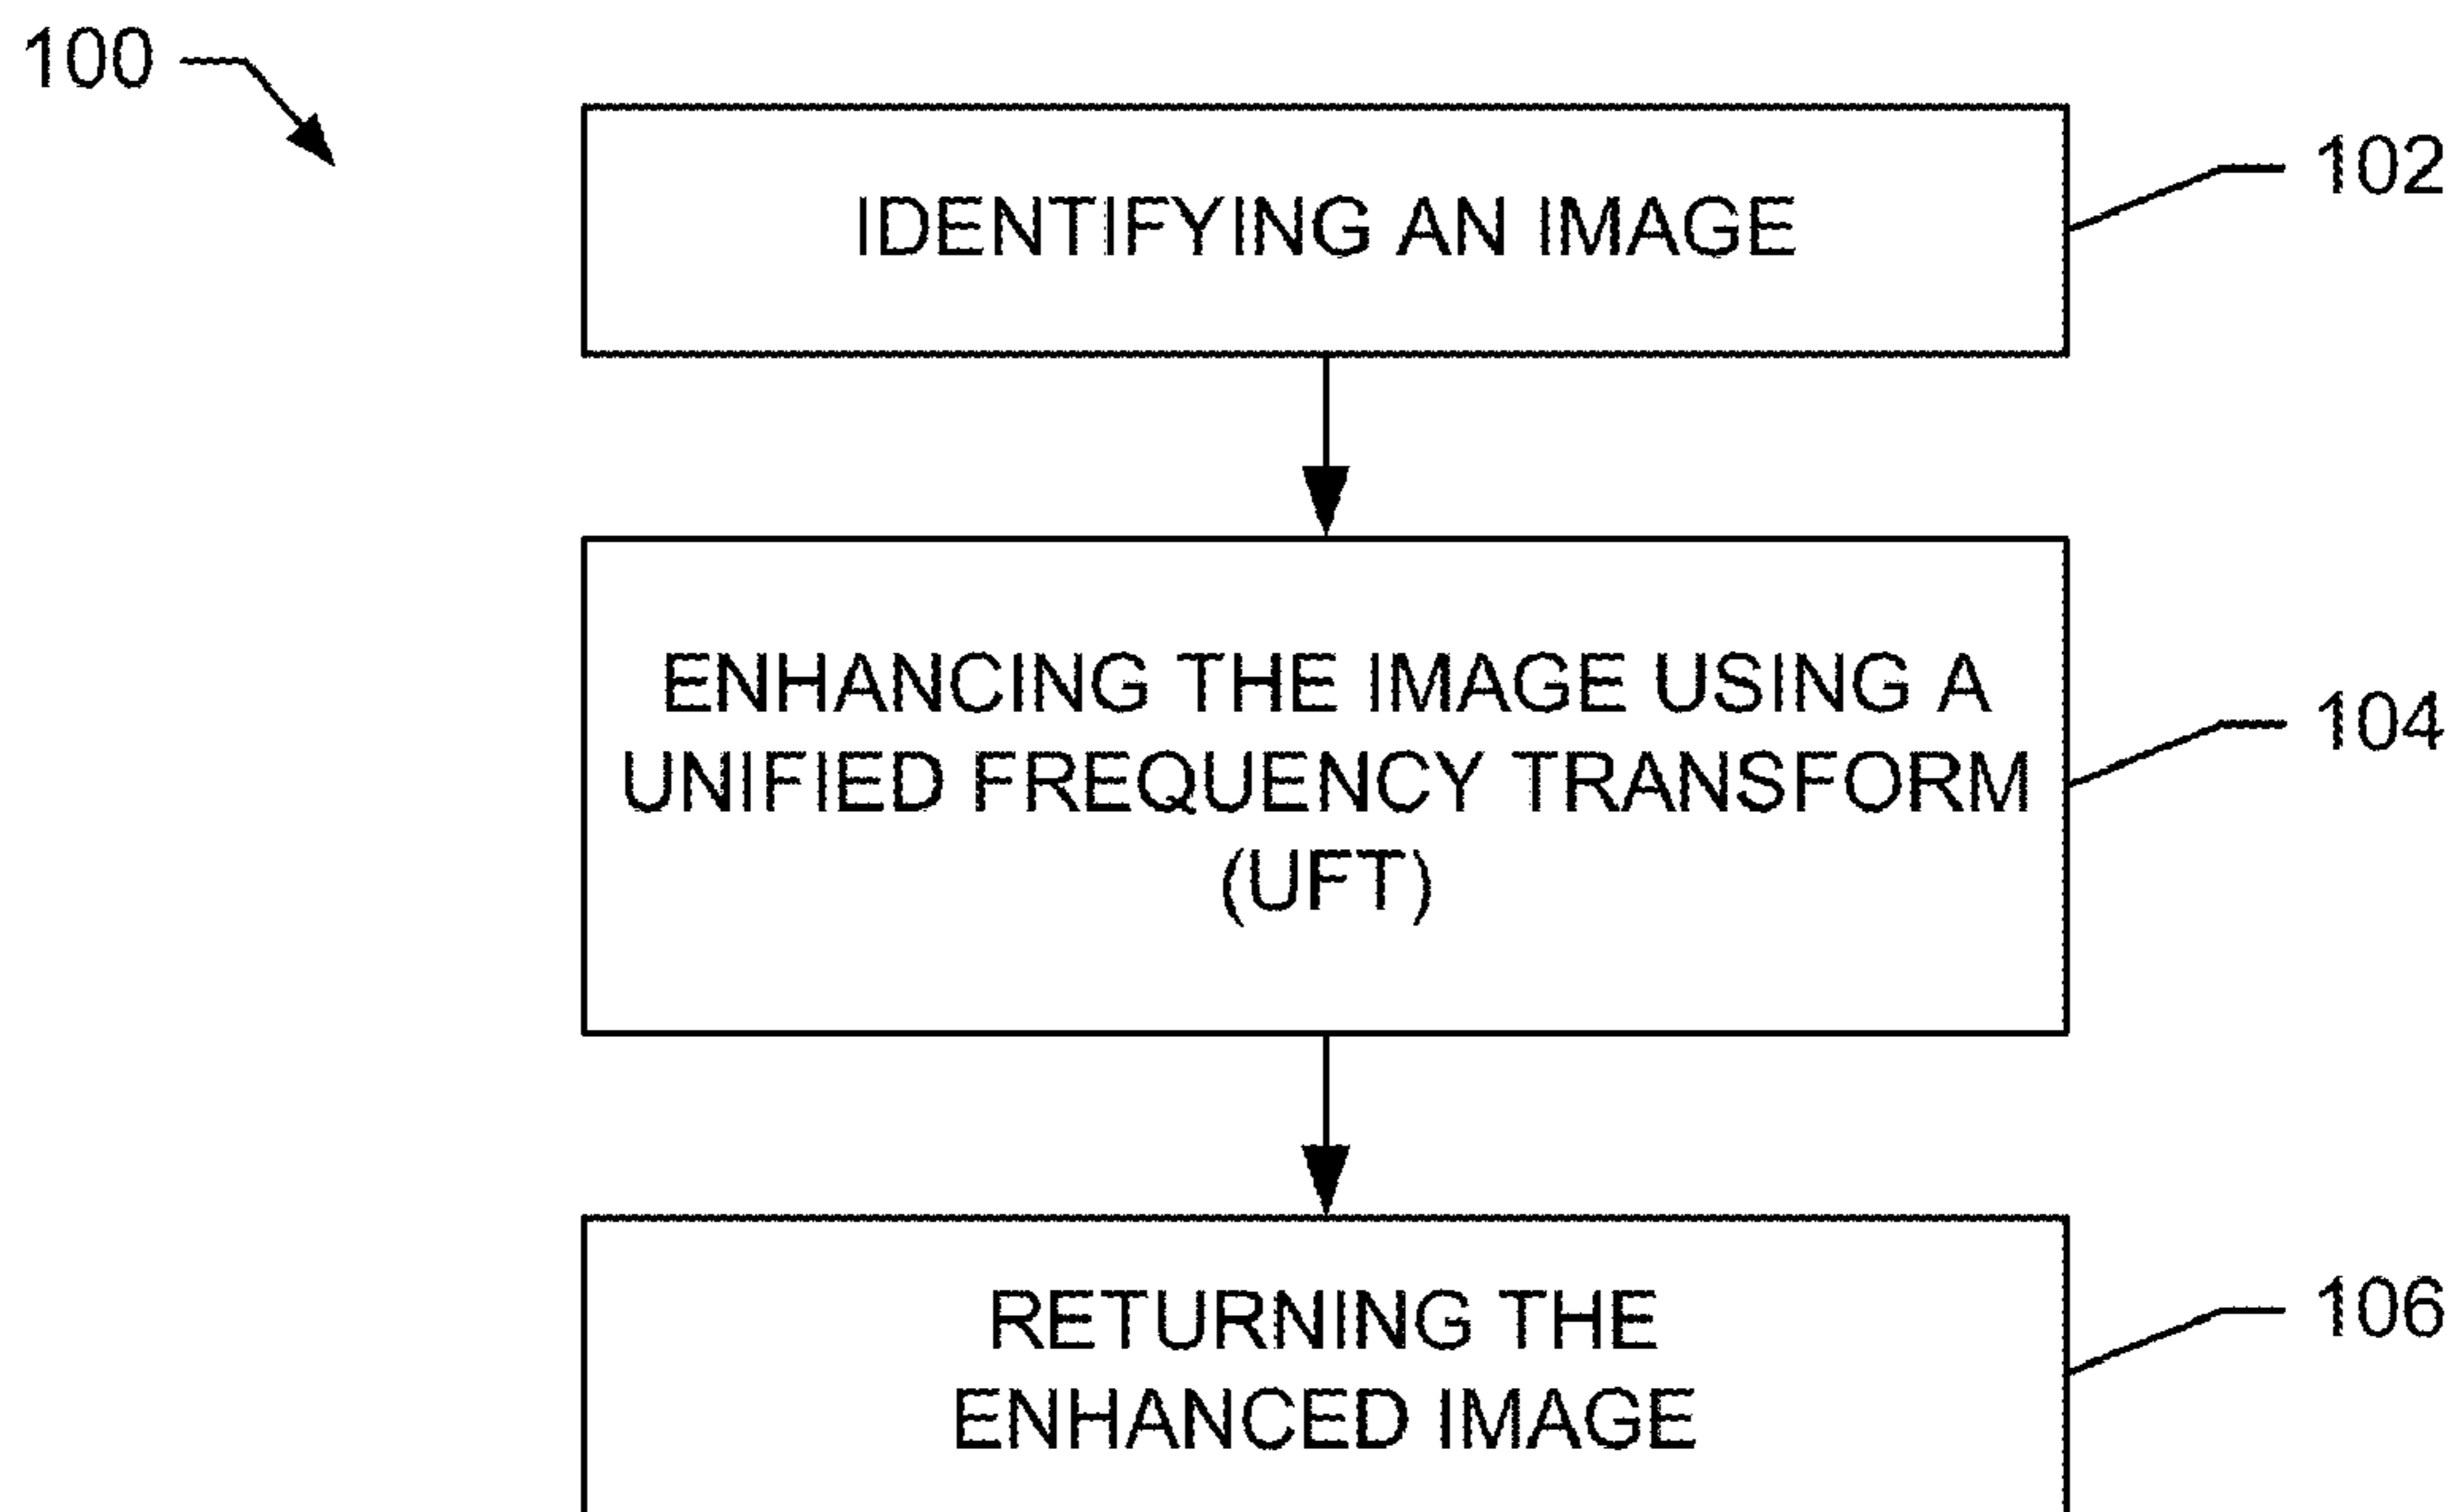 100
IDENTIFYING AN IMAGE
102
ENHANCING THE IMAGE USING A
UNIFIED FREQUENCY TRANSFORM
(UFT)
104
RETURNING THE
ENHANCED IMAGE
106